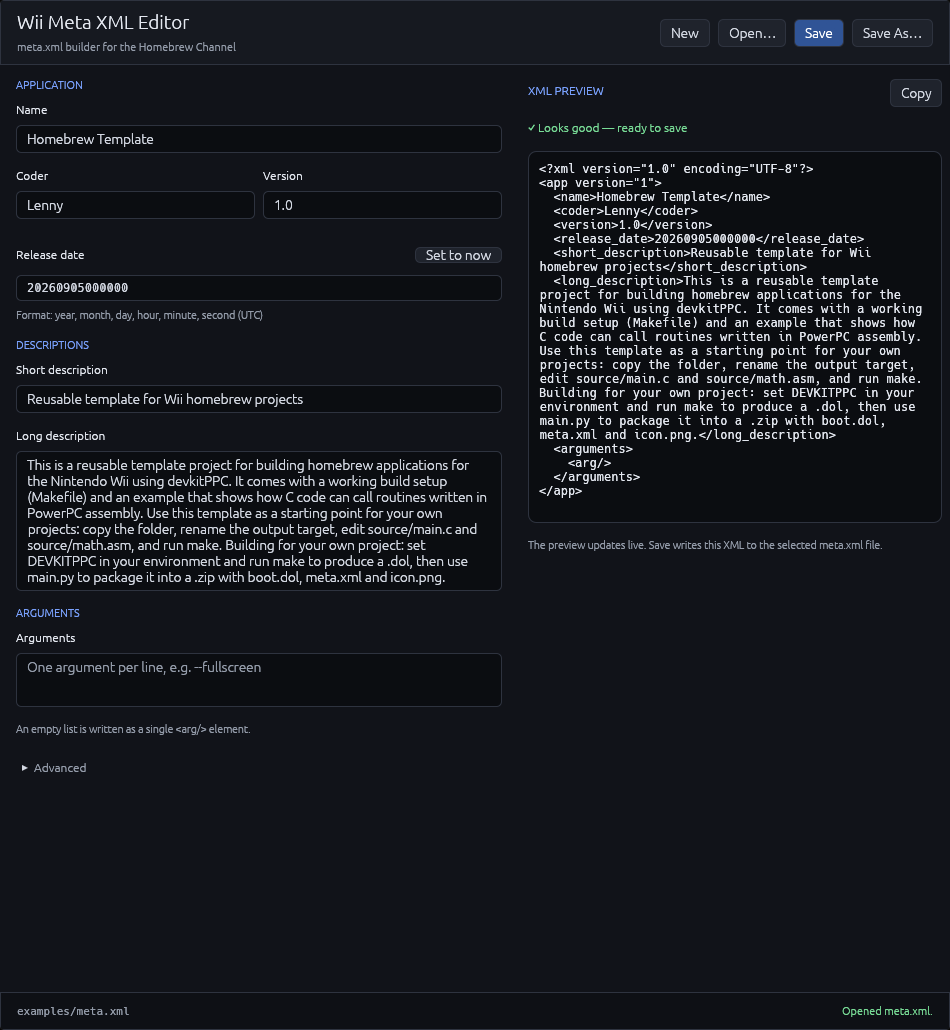 Wii Meta XML Editor
meta.xml builder for the Homebrew Channel
New
Open…
Save
Save As…
APPLICATION
Name
Homebrew Template
Coder
Version
Lenny
1.0
Release date
Set to now
20260905000000
Format: year, month, day, hour, minute, second (UTC)
DESCRIPTIONS
Short description
Reusable template for Wii homebrew projects
Long description
This is a reusable template project for building homebrew applications for
the Nintendo Wii using devkitPPC. It comes with a working build setup
(Makefile) and an example that shows how C code can call routines written in
PowerPC assembly. Use this template as a starting point for your own
projects: copy the folder, rename the output target, edit source/main.c and
source/math.asm, and run make. Building for your own project: set
DEVKITPPC in your environment and run make to produce a .dol, then use
main.py to package it into a .zip with boot.dol, meta.xml and icon.png.
ARGUMENTS
Arguments
One argument per line, e.g. --fullscreen
An empty list is written as a single <arg/> element.
▸ Advanced
XML PREVIEW
Copy
✓ Looks good — ready to save
<?xml version="1.0" encoding="UTF-8"?>
<app version="1">
  <name>Homebrew Template</name>
  <coder>Lenny</coder>
  <version>1.0</version>
  <release_date>20260905000000</release_date>
  <short_description>Reusable template for Wii
homebrew projects</short_description>
  <long_description>This is a reusable template
project for building homebrew applications for the
Nintendo Wii using devkitPPC. It comes with a working
build setup (Makefile) and an example that shows how
C code can call routines written in PowerPC assembly.
Use this template as a starting point for your own
projects: copy the folder, rename the output target,
edit source/main.c and source/math.asm, and run make.
Building for your own project: set DEVKITPPC in your
environment and run make to produce a .dol, then use
main.py to package it into a .zip with boot.dol,
meta.xml and icon.png.</long_description>
  <arguments>
    <arg/>
  </arguments>
</app>
The preview updates live. Save writes this XML to the selected meta.xml file.
examples/meta.xml
Opened meta.xml.